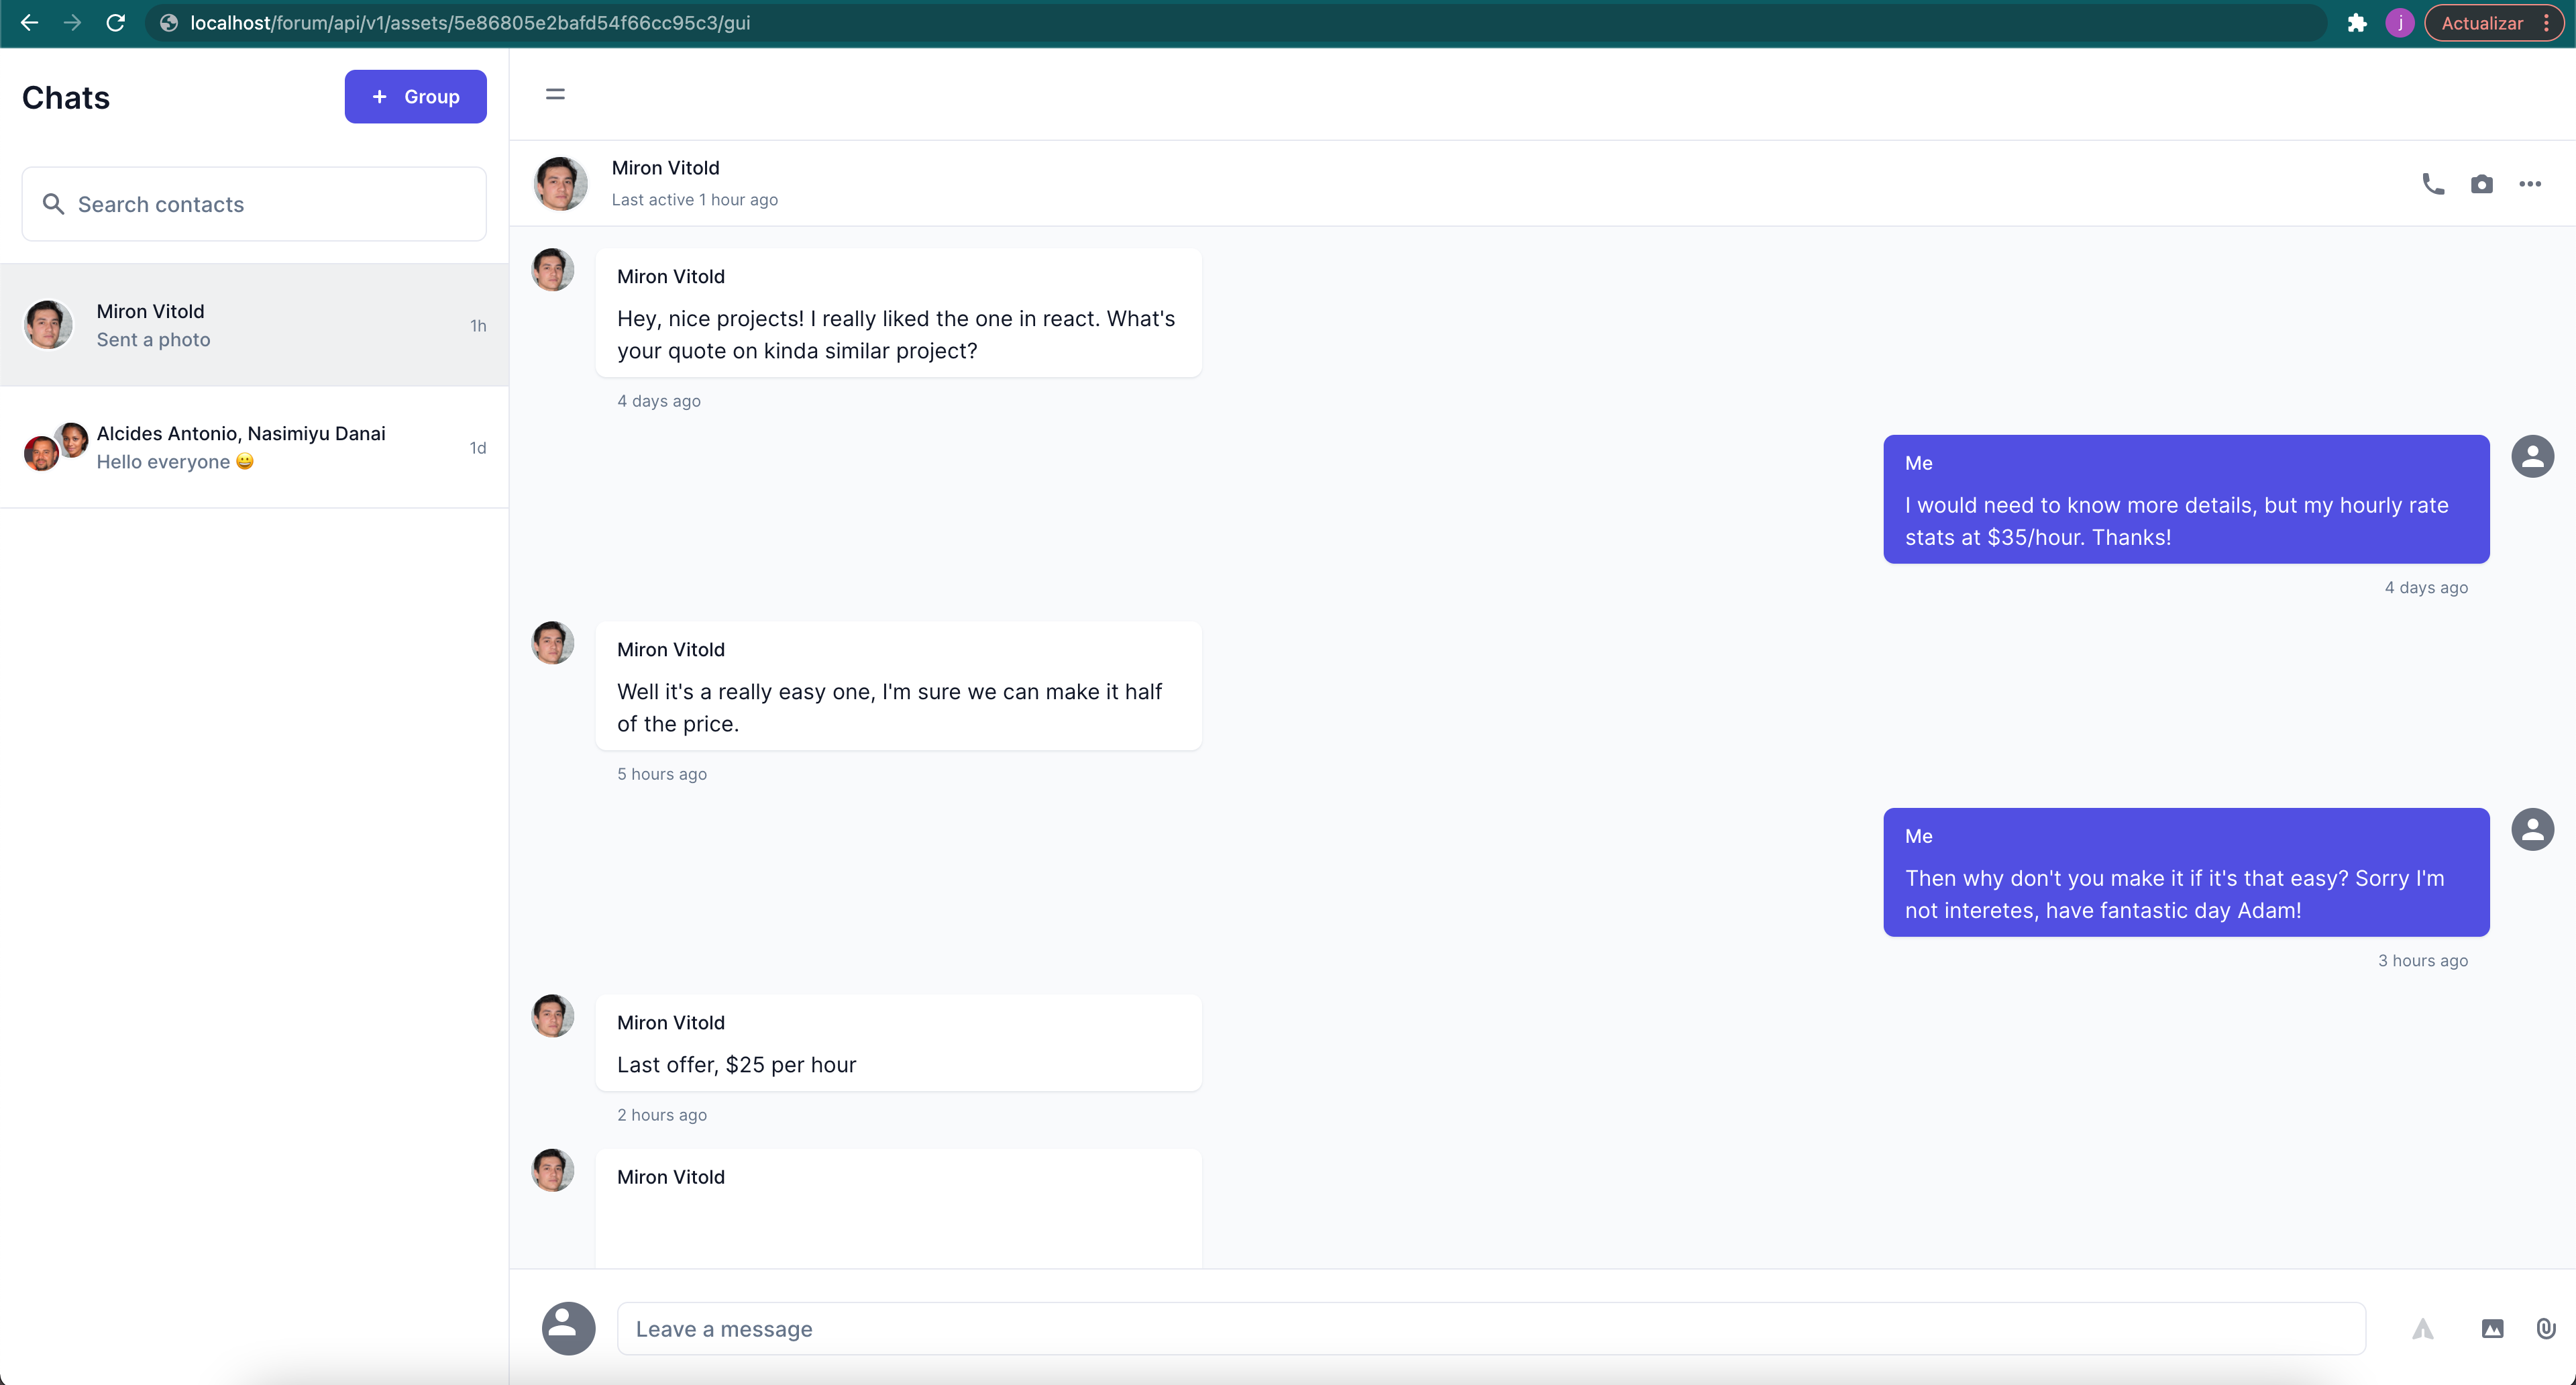 localhost/forum/api/v1/assets/5e86805e2bafd54f66cc95c3/gui
j
Actualizar
Chats
+ Group
Search contacts
Miron Vitold
Sent a photo
1h
Alcides Antonio, Nasimiyu Danai
Hello everyone 😀
1d
Miron Vitold
Last active 1 hour ago
Miron Vitold
Hey, nice projects! I really liked the one in react. What's
your quote on kinda similar project?
4 days ago
Me
I would need to know more details, but my hourly rate
stats at $35/hour. Thanks!
4 days ago
Miron Vitold
Well it's a really easy one, I'm sure we can make it half
of the price.
5 hours ago
Me
Then why don't you make it if it's that easy? Sorry I'm
not interetes, have fantastic day Adam!
3 hours ago
Miron Vitold
Last offer, $25 per hour
2 hours ago
Miron Vitold
Leave a message